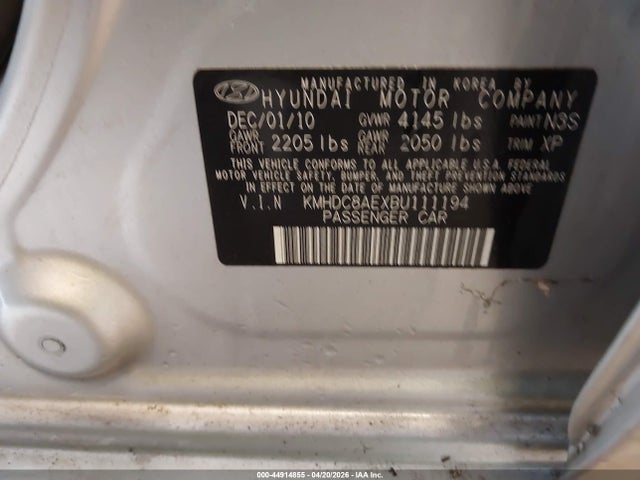 MANUFACTURED IN KOREA BY
HYUNDAI MOTOR COMPANY
DEC/01/10 GVWR 4145 lbs PAINT N3S
GAWR FRONT 2205 lbs GAWR REAR 2050 lbs TRIM XP
THIS VEHICLE CONFORMS TO ALL APPLICABLE U.S.A. FEDERAL
MOTOR VEHICLE SAFETY, BUMPER, AND THEFT PREVENTION STANDARDS
IN EFFECT ON THE DATE OF MANUFACTURE SHOWN ABOVE.
V.I.N KMHDC8AEXBU111194
PASSENGER CAR
000-44914855 - 04/20/2026 - IAAI.com